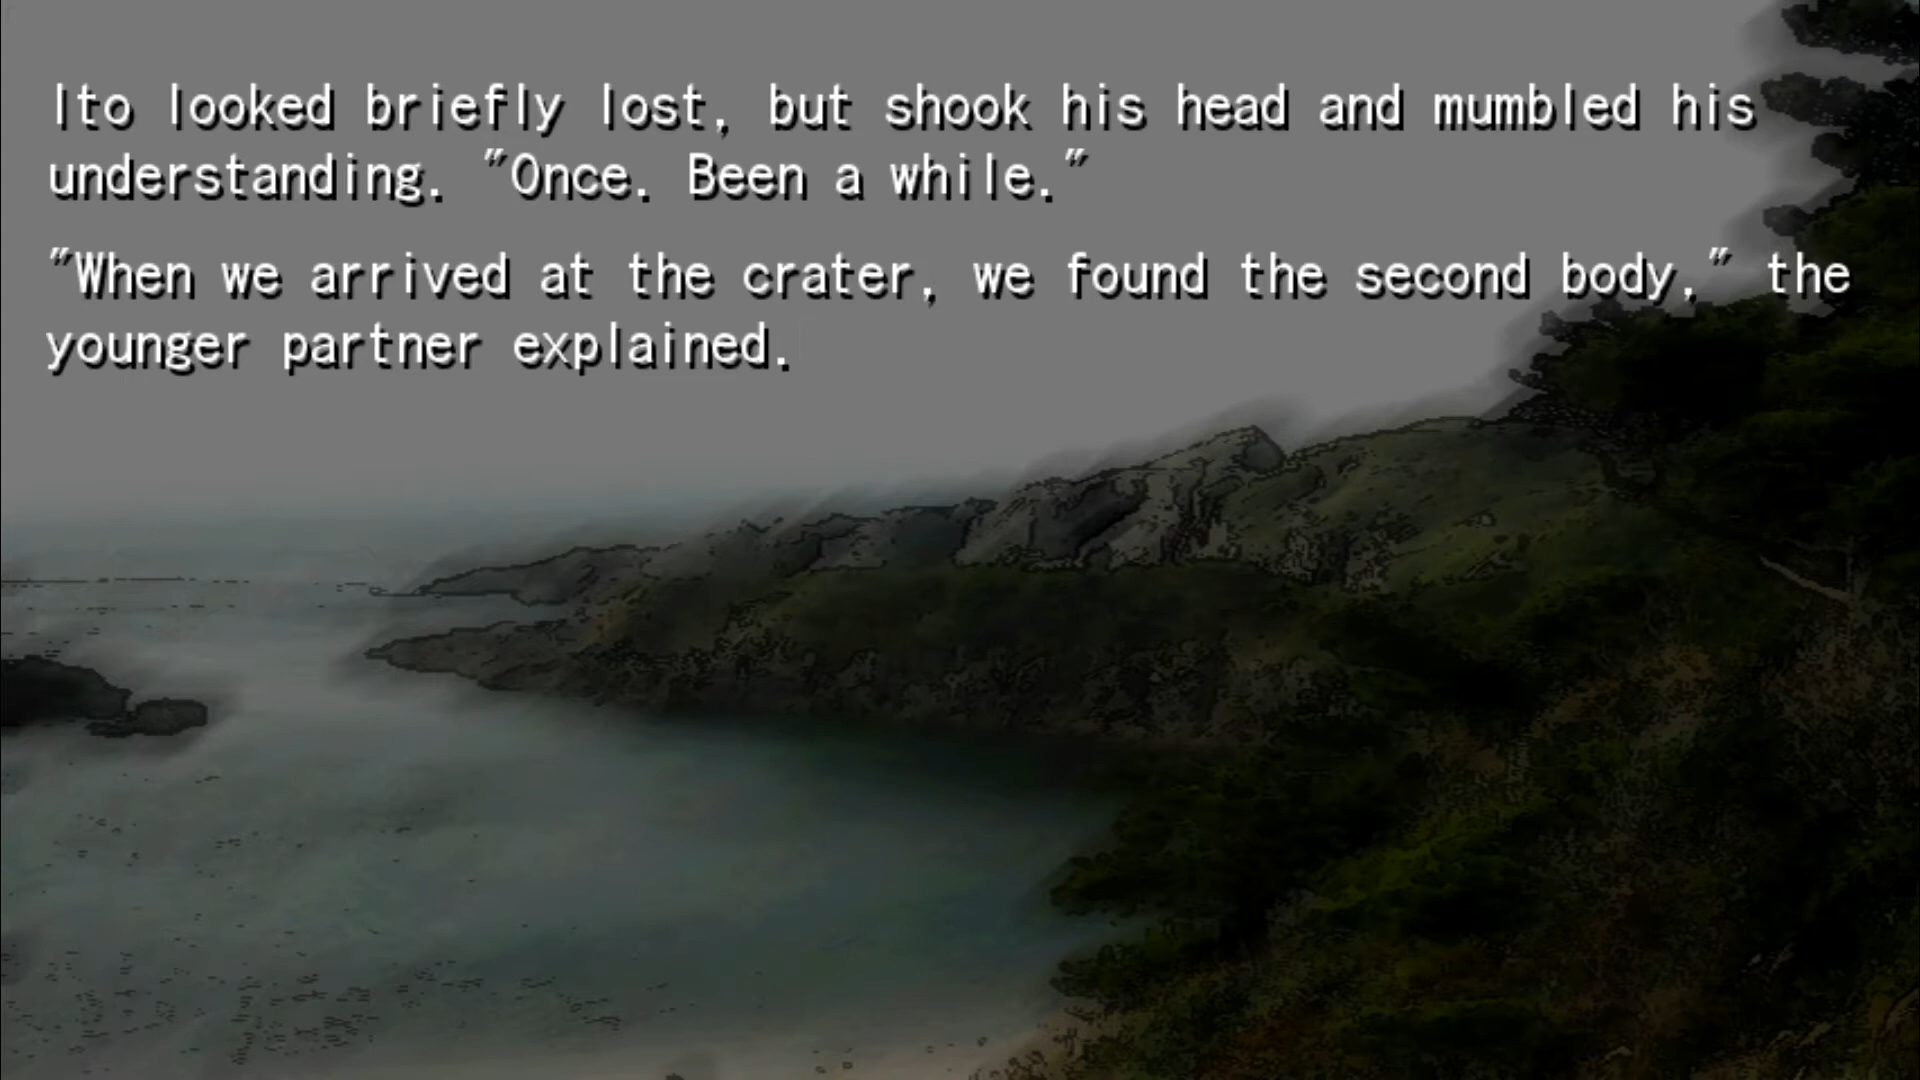 Ito looked briefly lost, but shook his head and mumbled his
understanding. "Once. Been a while."
"When we arrived at the crater, we found the second body," the
younger partner explained.